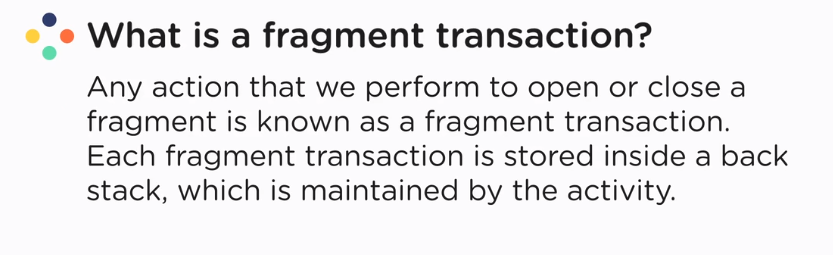 What is a fragment transaction?
Any action that we perform to open or close a
fragment is known as a fragment transaction.
Each fragment transaction is stored inside a back
stack, which is maintained by the activity.